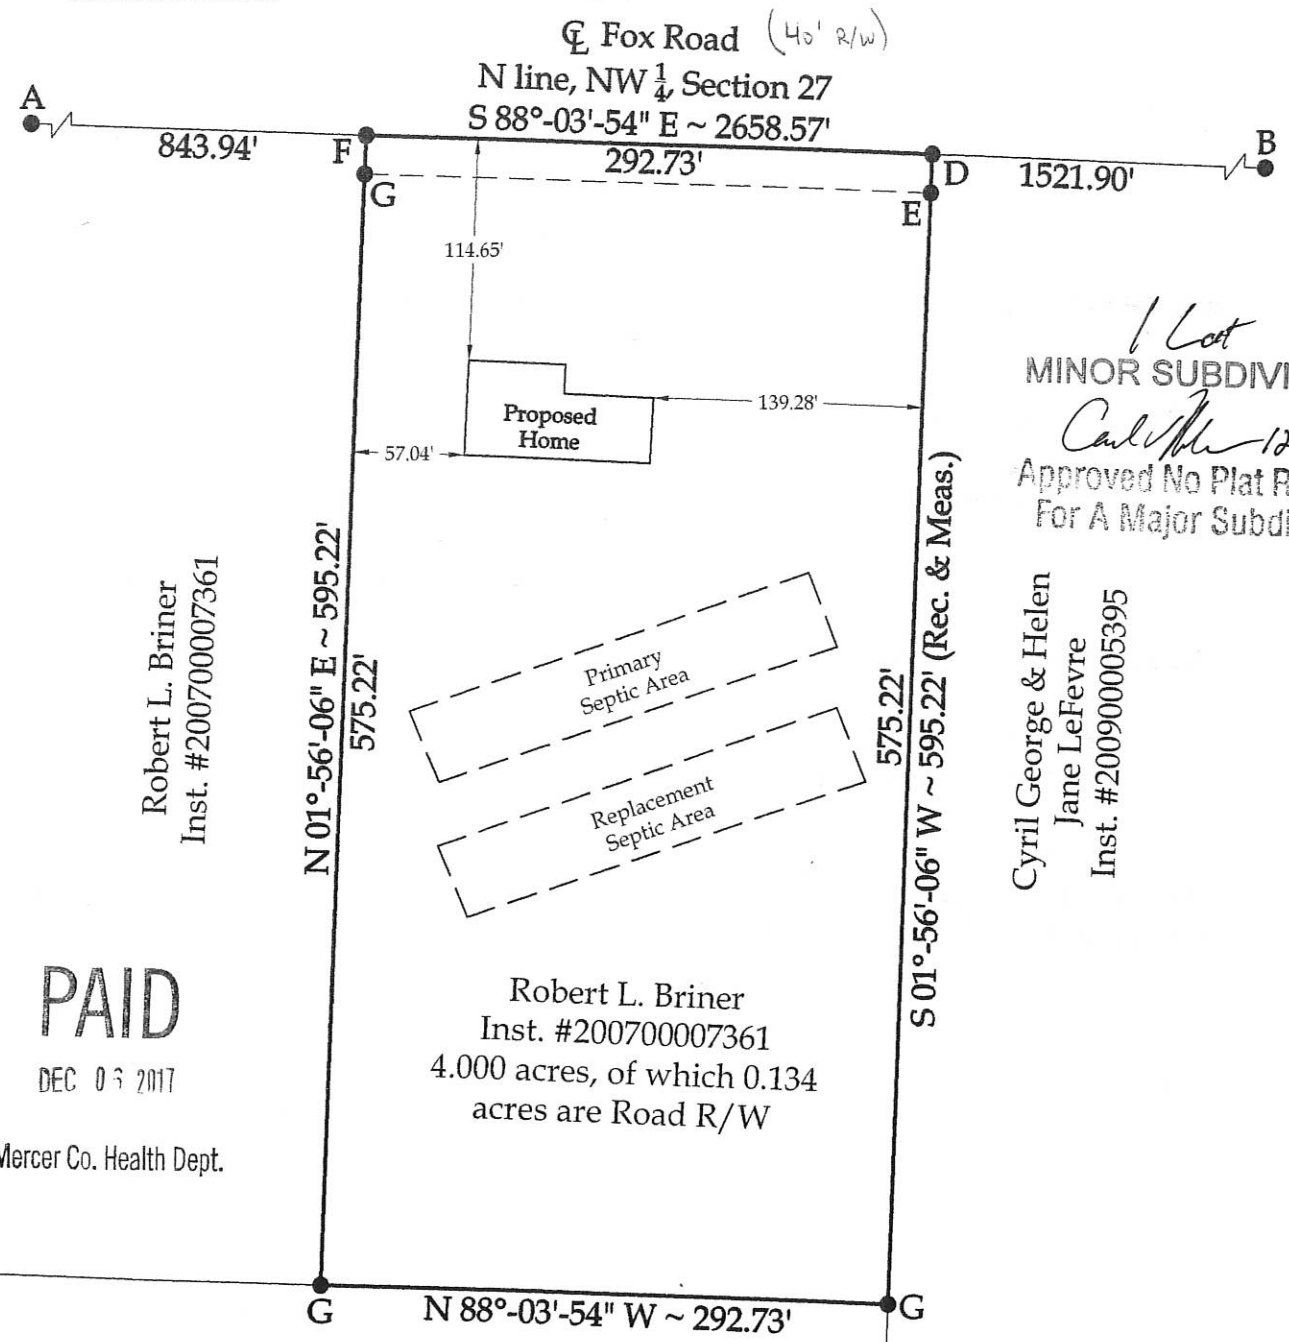 ℄ Fox Road (40' R/W)
N line, NW 1/4, Section 27
S 88°-03'-54" E ~ 2658.57'
A
843.94'
F
292.73'
D
1521.90'
B
G
E
114.65'
1 Lot
MINOR SUBDIVI
139.28'
Proposed
Home
57.04'
12
Approved No Plat R
For A Major Subdi
Robert L. Briner
Inst. #200700007361
N 01°-56'-06" E ~ 595.22'
575.22'
Primary
Septic Area
Replacement
Septic Area
575.22'
S 01°-56'-06" W ~ 595.22' (Rec. & Meas.)
Cyril George & Helen
Jane LeFevre
Inst. #200900005395
PAID
DEC 2017
Mercer Co. Health Dept.
Robert L. Briner
Inst. #200700007361
4.000 acres, of which 0.134
acres are Road R/W
G
N 88°-03'-54" W ~ 292.73'
G